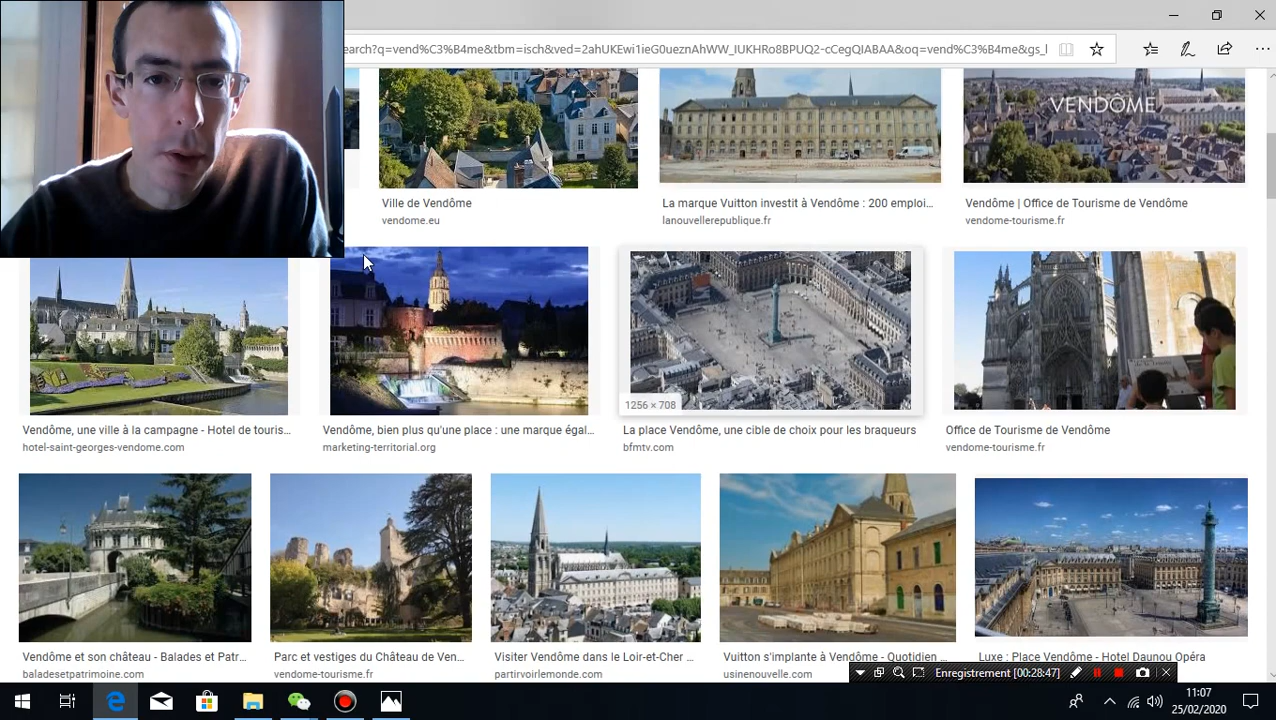 search?q=vend%C3%B4me&tbm=isch&ved=2ahUKEwi1ieG0ueznAhWW_IUKHRo8BPUQ2-cCegQIABAA&oq=vend%C3%B4me&gs_l
VENDÔME
Ville de Vendôme
vendome.eu
La marque Vuitton investit à Vendôme : 200 emploi...
lanouvellerepublique.fr
Vendôme | Office de Tourisme de Vendôme
vendome-tourisme.fr
1256 × 708
Vendôme, une ville à la campagne - Hotel de touris...
hotel-saint-georges-vendome.com
Vendôme, bien plus qu'une place : une marque égal...
marketing-territorial.org
La place Vendôme, une cible de choix pour les braqueurs
bfmtv.com
Office de Tourisme de Vendôme
vendome-tourisme.fr
Vendôme et son château - Balades et Patr...
baladesetpatrimoine.com
Parc et vestiges du Château de Ven...
vendome-tourisme.fr
Visiter Vendôme dans le Loir-et-Cher ...
partirvoirlemonde.com
Vuitton s'implante à Vendôme - Quotidien ...
usinenouvelle.com
Luxe : Place Vendôme - Hotel Daunou Opéra
Enregistrement [00:28:47]
11:07
25/02/2020